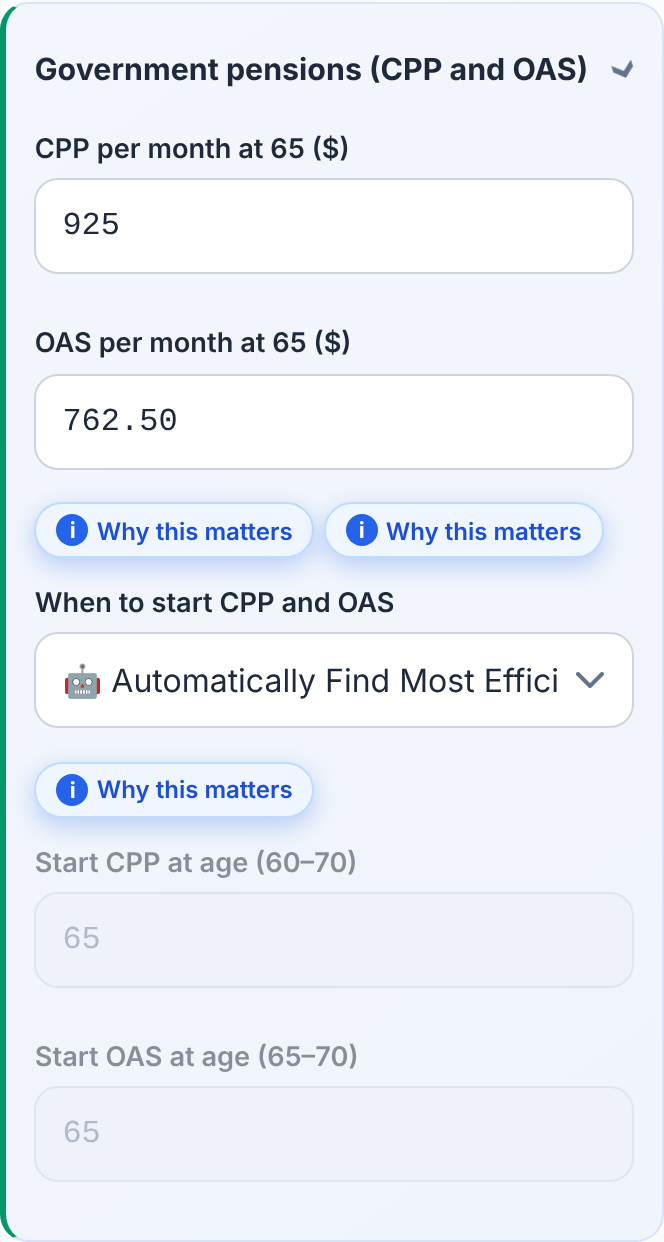 Government pensions (CPP and OAS)
CPP per month at 65 ($)
925
OAS per month at 65 ($)
762.50
i Why this matters i Why this matters
When to start CPP and OAS
🤖 Automatically Find Most Effici
i Why this matters
Start CPP at age (60–70)
65
Start OAS at age (65–70)
65